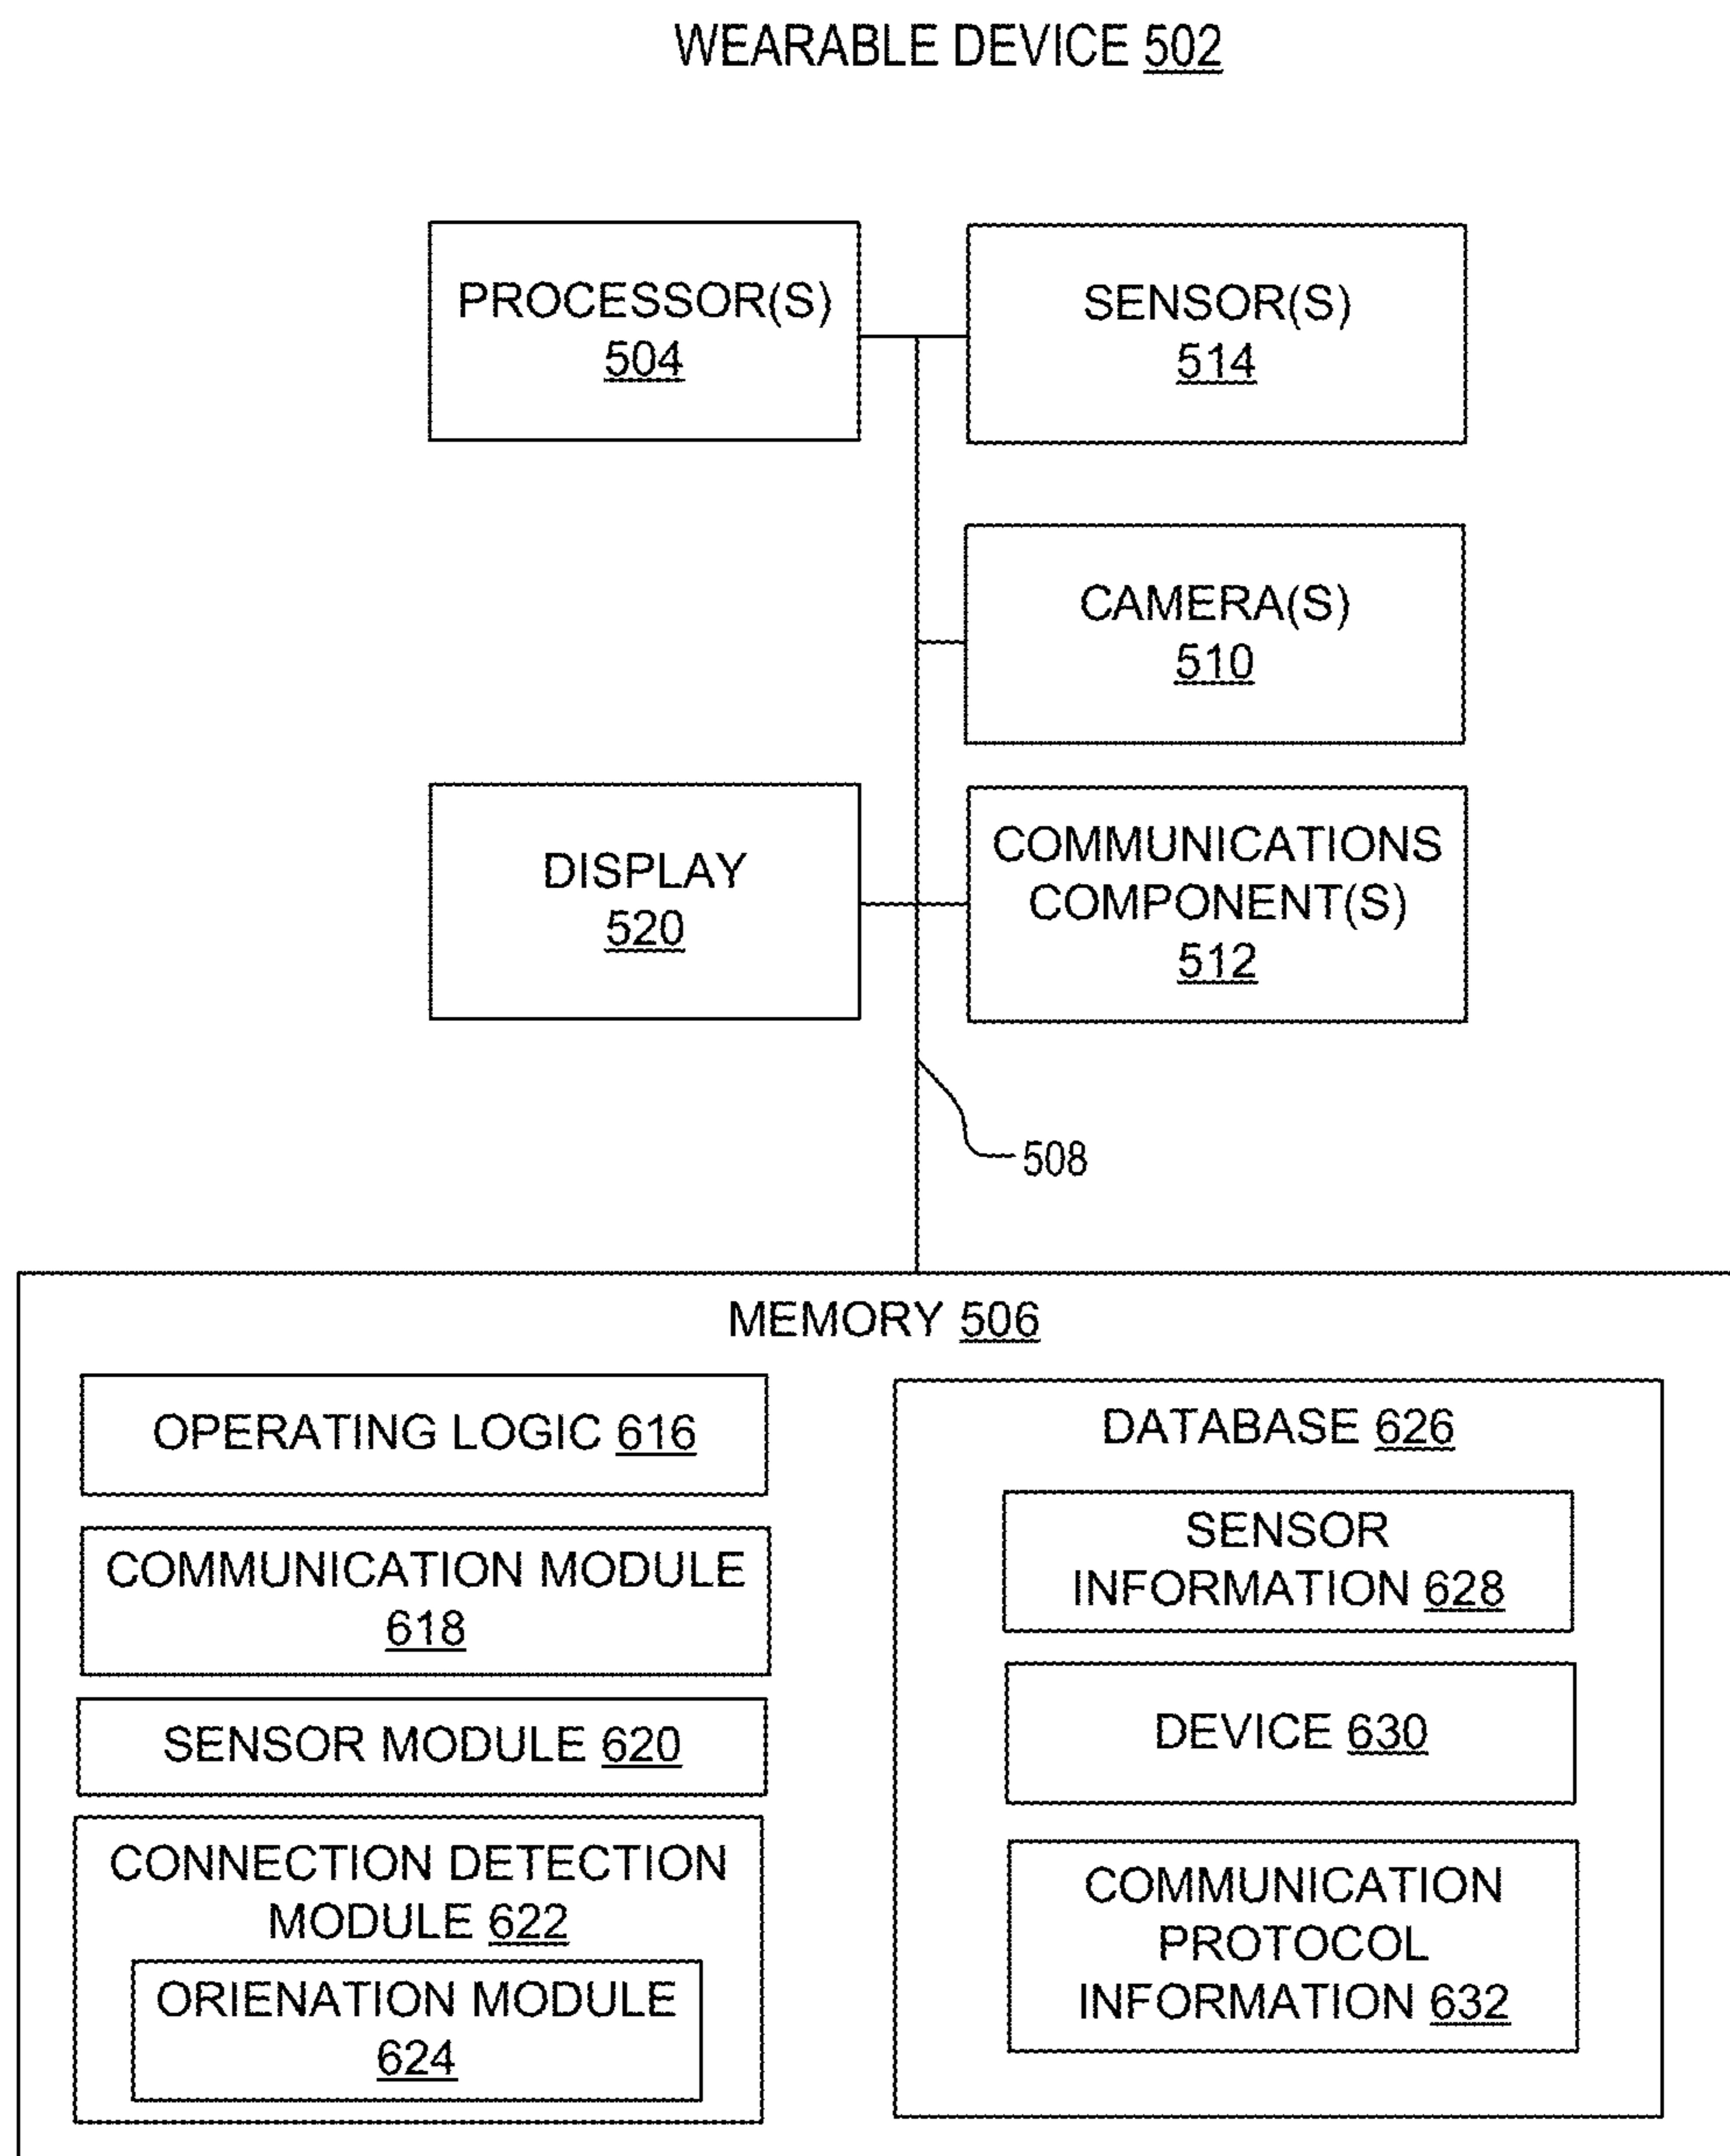 WEARABLE DEVICE 502
PROCESSOR(S)
504
SENSOR(S)
514
CAMERA(S)
510
DISPLAY
520
COMMUNICATIONS
COMPONENT(S)
512
508
MEMORY 506
OPERATING LOGIC 616
COMMUNICATION MODULE
618
SENSOR MODULE 620
CONNECTION DETECTION
MODULE 622
ORIENATION MODULE
624
DATABASE 626
SENSOR
INFORMATION 628
DEVICE 630
COMMUNICATION
PROTOCOL
INFORMATION 632